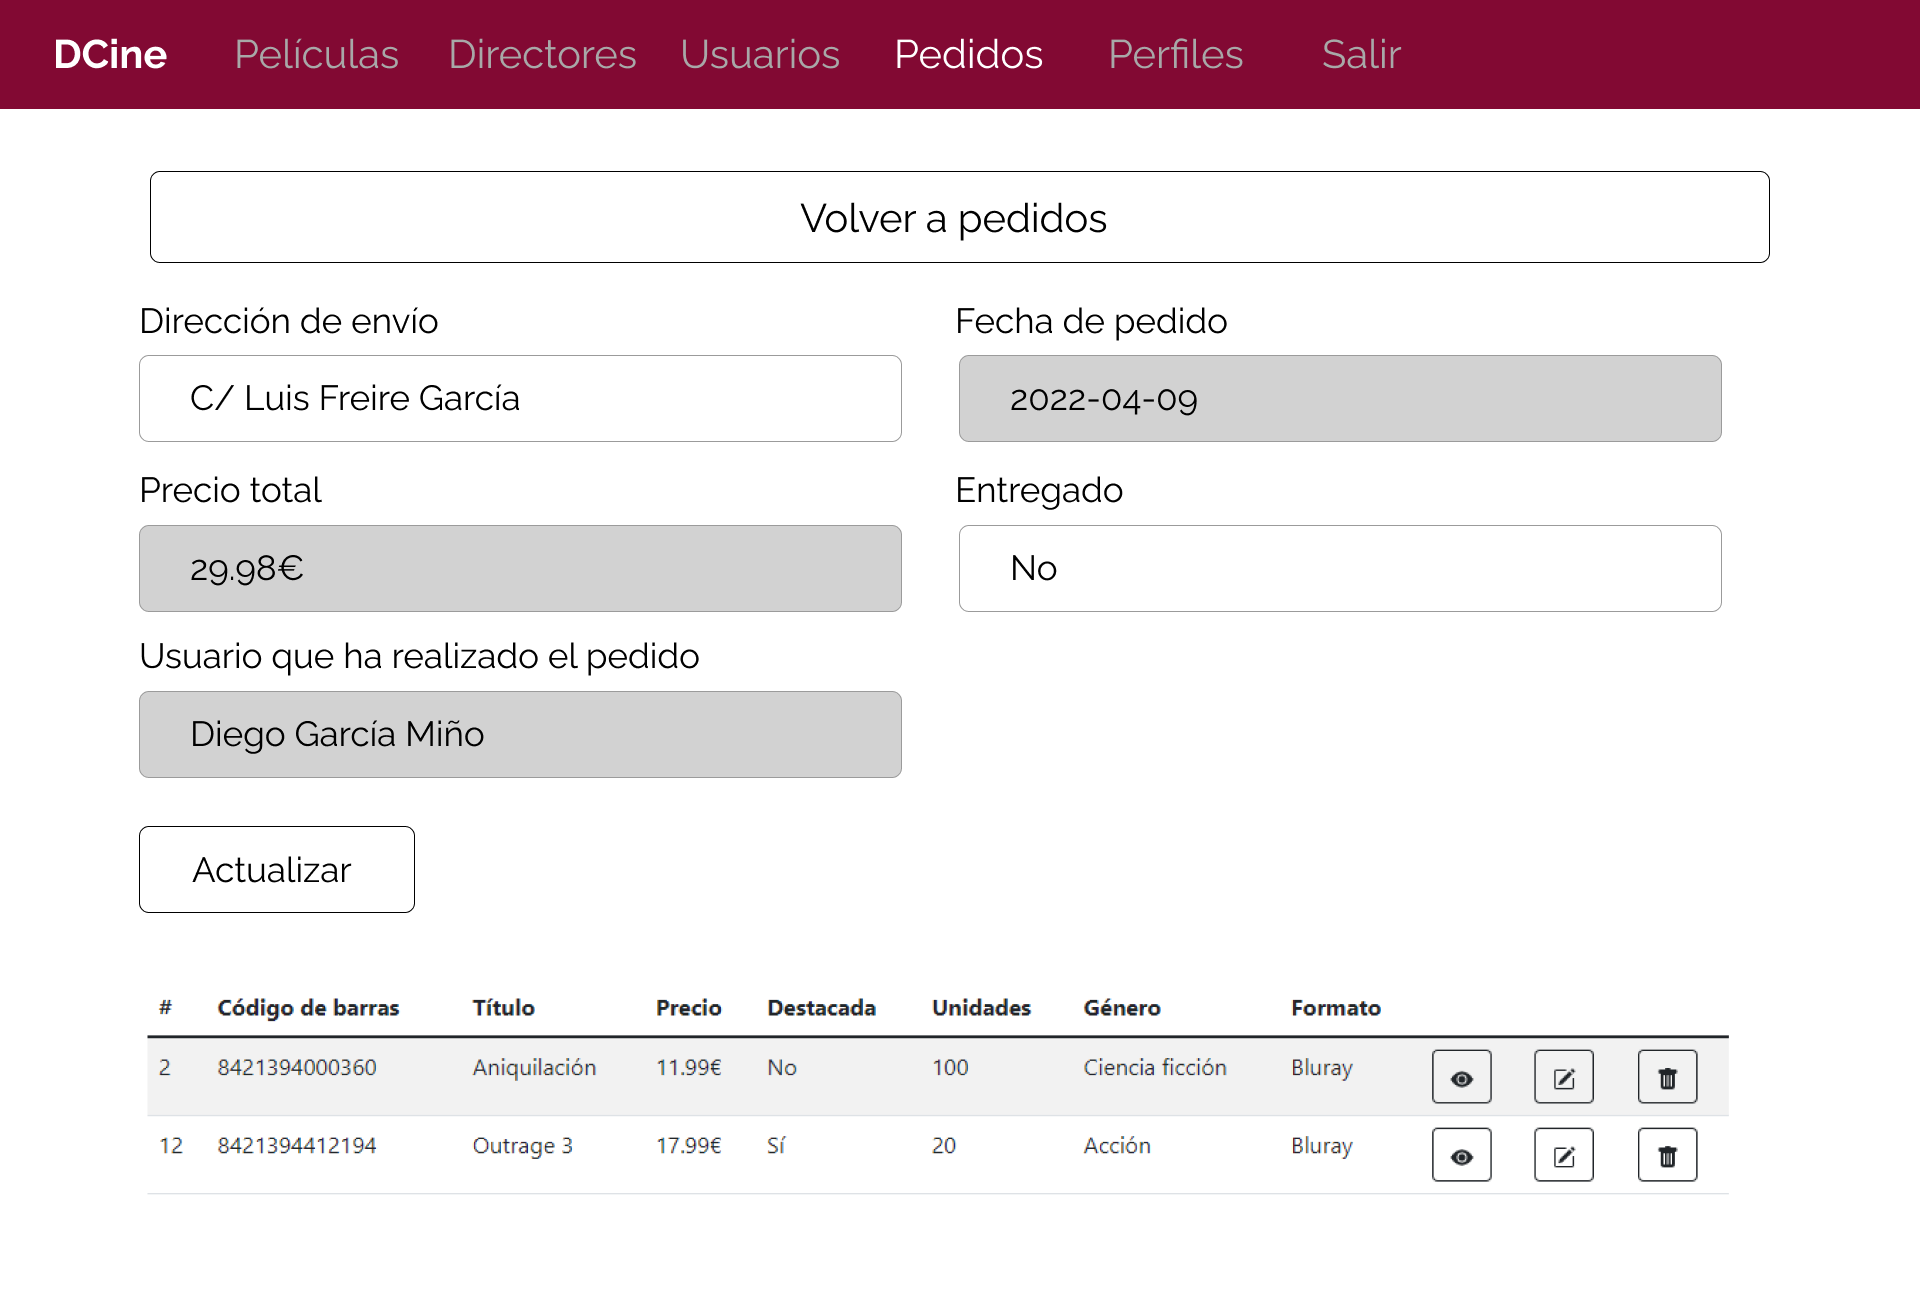 DCine Películas Directores Usuarios Pedidos Perfiles Salir
Volver a pedidos
Dirección de envío Fecha de pedido
C/ Luis Freire García 2022-04-09
Precio total Entregado
29.98€ No
Usuario que ha realizado el pedido
Diego García Miño
Actualizar
# Código de barras Título Precio Destacada Unidades Género Formato
2 8421394000360 Aniquilación 11.99€ No 100 Ciencia ficción Bluray
12 8421394412194 Outrage 3 17.99€ Sí 20 Acción Bluray